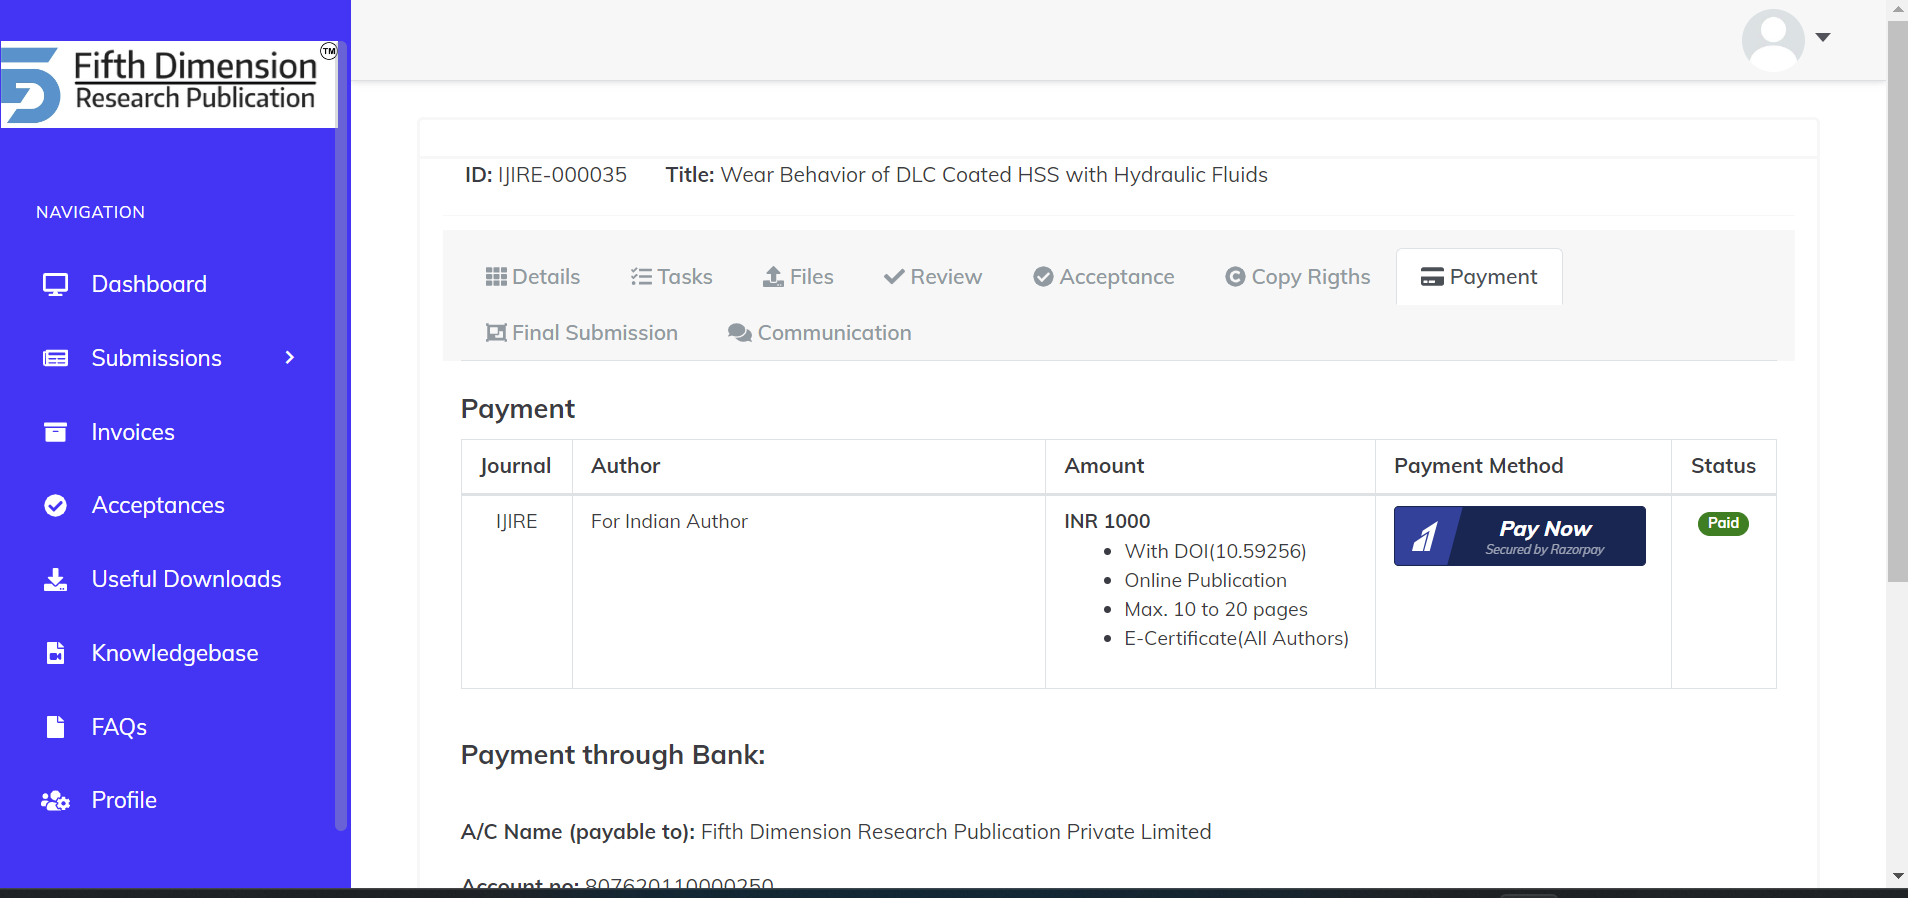 Fifth Dimension TM
Research Publication
NAVIGATION
Dashboard
Submissions
Invoices
Acceptances
Useful Downloads
Knowledgebase
FAQs
Profile
ID: IJIRE-000035 Title: Wear Behavior of DLC Coated HSS with Hydraulic Fluids
Details Tasks Files Review Acceptance Copy Rigths Payment
Final Submission Communication
Payment
Journal Author Amount Payment Method Status
IJIRE For Indian Author INR 1000 Pay Now Paid
Secured by Razorpay
With DOI(10.59256)
Online Publication
Max. 10 to 20 pages
E-Certificate(All Authors)
Payment through Bank:
A/C Name (payable to): Fifth Dimension Research Publication Private Limited
Account no: 807620110000250